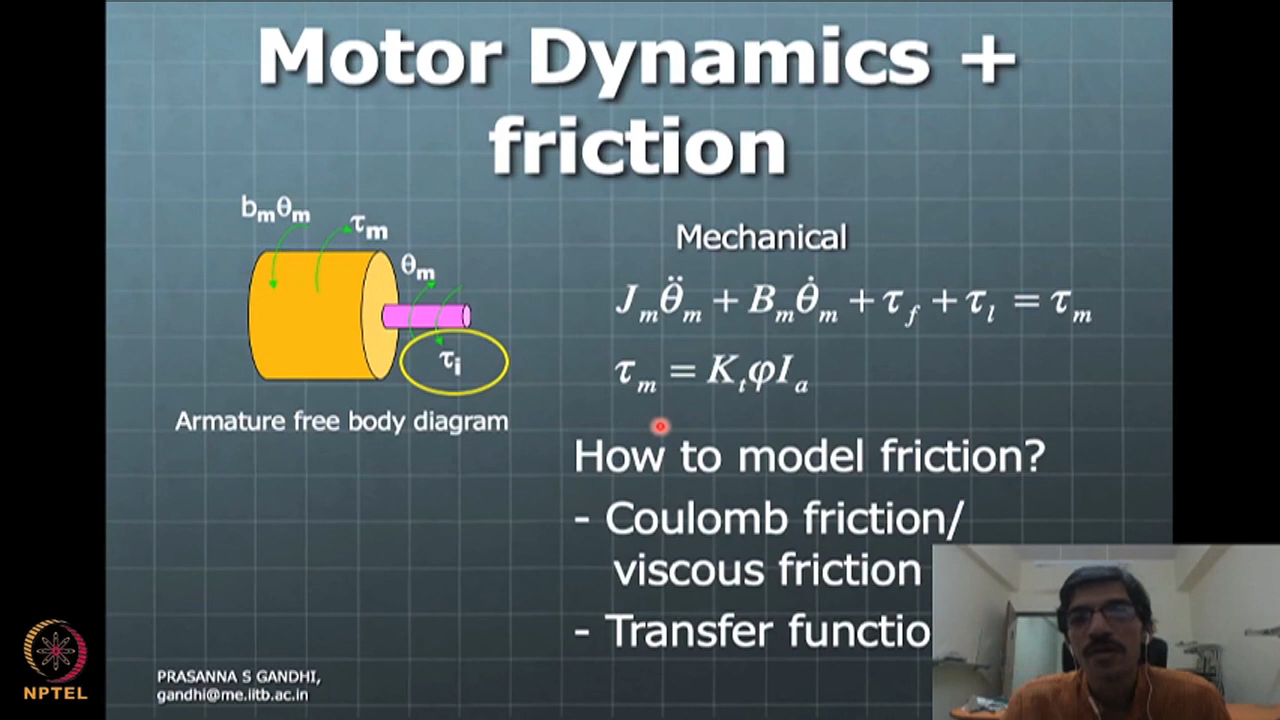 Motor Dynamics +
friction
bmθm
τm
θm
τi
Armature free body diagram
Mechanical
Jmθ̈m + Bmθ̇m + τf + τl = τm
τm = KtφIa
How to model friction?
- Coulomb friction/
viscous friction
- Transfer functio
PRASANNA S GANDHI,
gandhi@me.iitb.ac.in
NPTEL